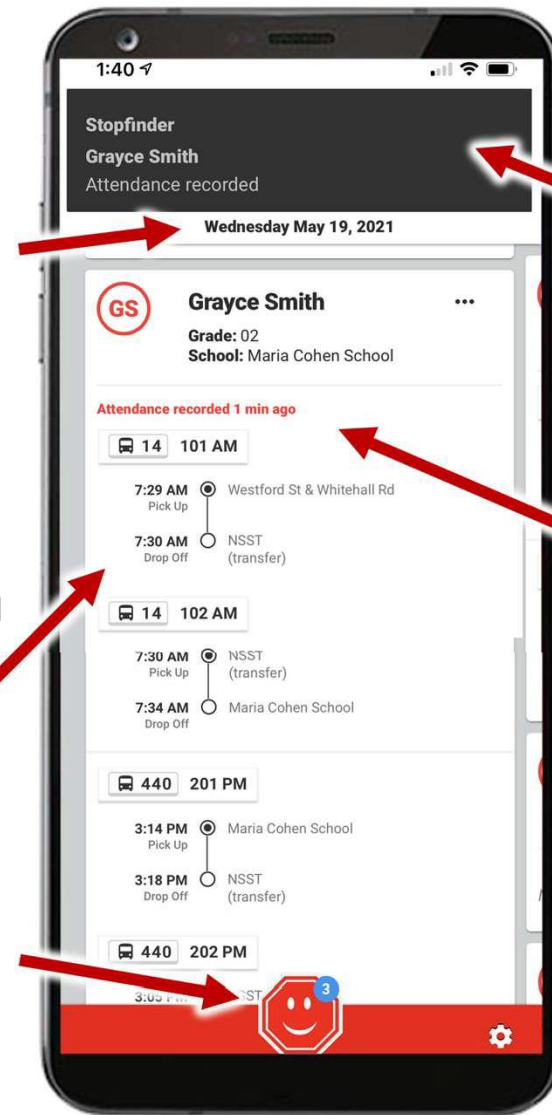 1:40
Stopfinder
Grayce Smith
Attendance recorded
Wednesday May 19, 2021
GS
Grayce Smith
Grade: 02
School: Maria Cohen School
Attendance recorded 1 min ago
14 101 AM
7:29 AM Westford St & Whitehall Rd
Pick Up
7:30 AM NSST
Drop Off (transfer)
14 102 AM
7:30 AM NSST
Pick Up (transfer)
7:34 AM Maria Cohen School
Drop Off
440 201 PM
3:14 PM Maria Cohen School
Pick Up
3:18 PM NSST
Drop Off (transfer)
440 202 PM
3:05
3